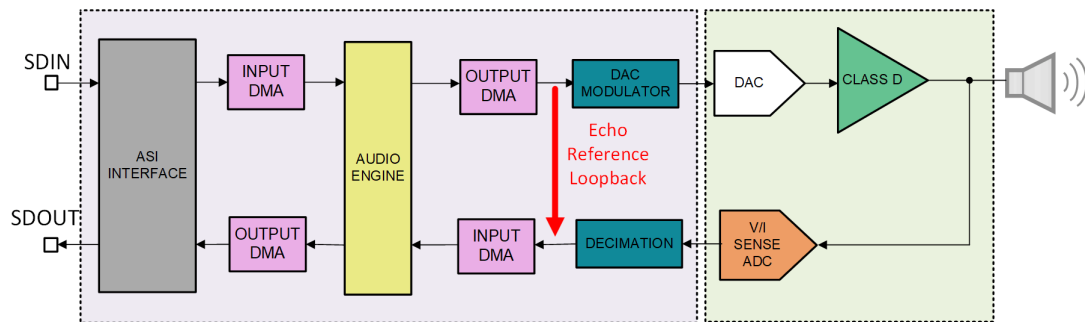 SDIN
SDOUT
ASI
INTERFACE
INPUT
DMA
OUTPUT
DMA
AUDIO
ENGINE
OUTPUT
DMA
INPUT
DMA
Echo
Reference
Loopback
DAC
MODULATOR
DECIMATION
DAC
CLASS D
V/I
SENSE
ADC